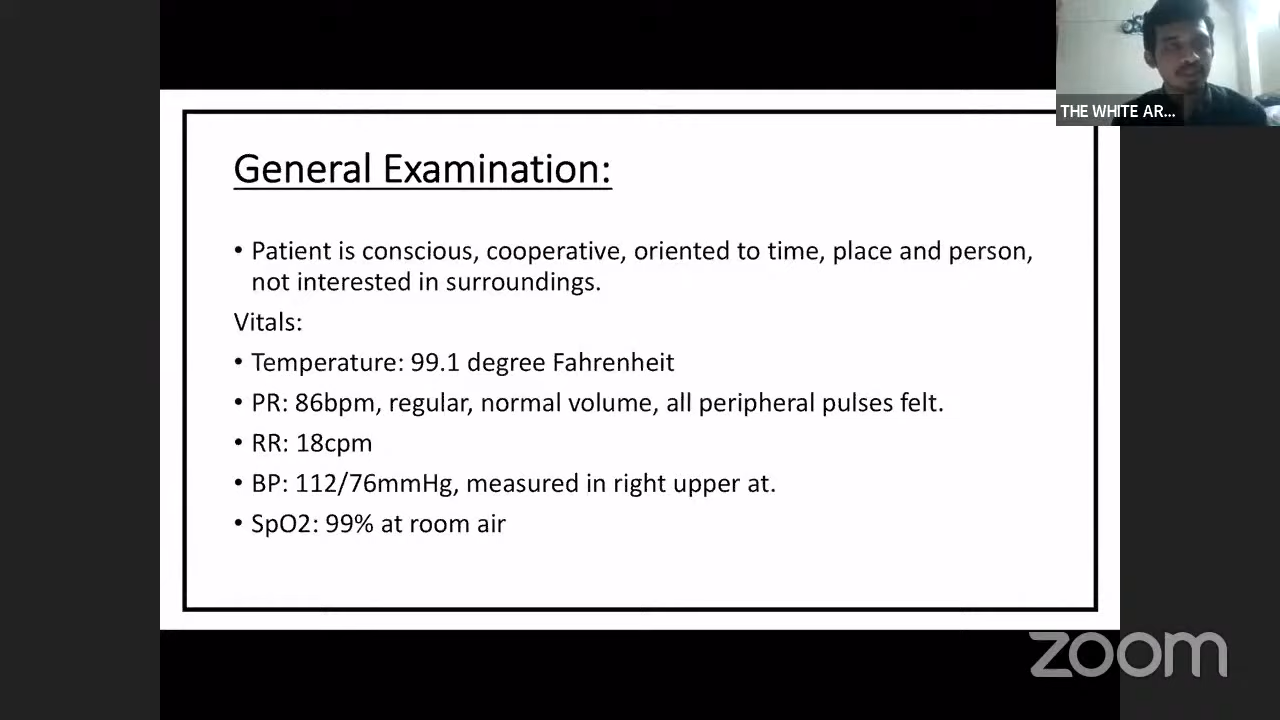 THE WHITE AR...
General Examination:
• Patient is conscious, cooperative, oriented to time, place and person,
not interested in surroundings.
Vitals:
• Temperature: 99.1 degree Fahrenheit
• PR: 86bpm, regular, normal volume, all peripheral pulses felt.
• RR: 18cpm
• BP: 112/76mmHg, measured in right upper at.
• SpO2: 99% at room air
zoom